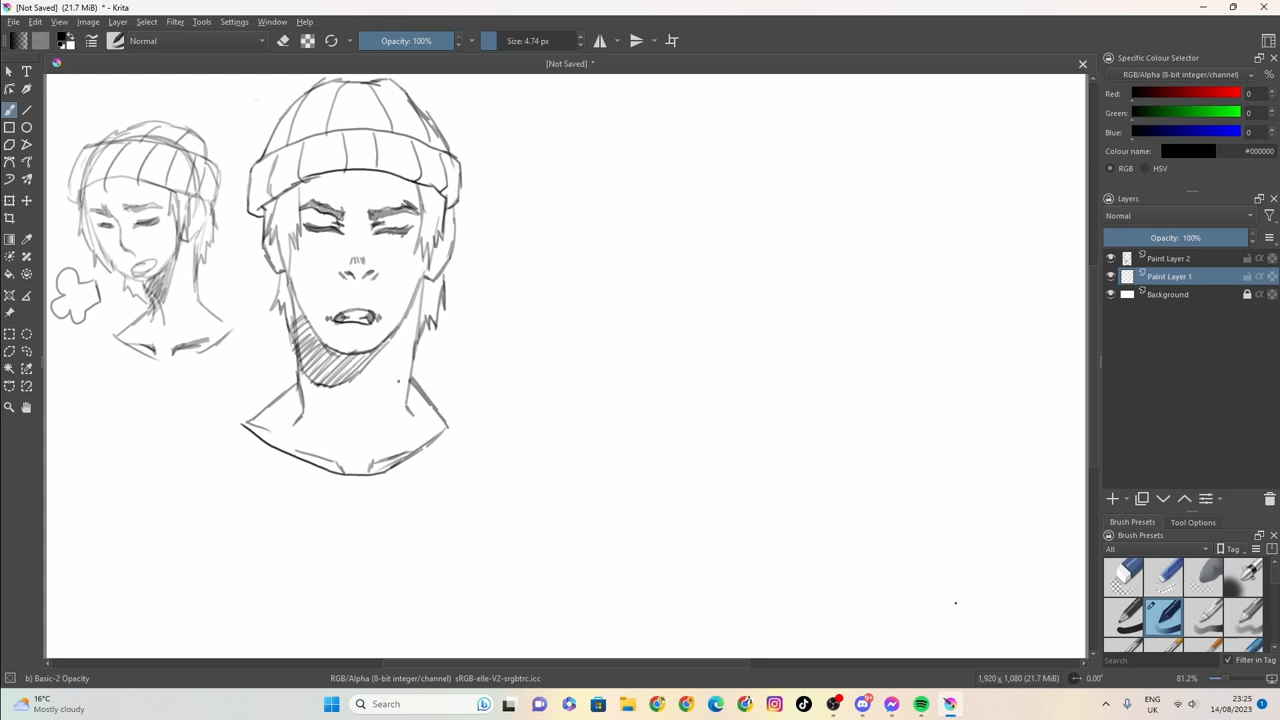 [Not Saved]  (21.7 MiB)  * - Krita
File Edit View Image Layer Select Filter Tools Settings Window Help
Normal
Opacity: 100%
Size: 4.74 px
[Not Saved]  *
Specific Colour Selector
RGB/Alpha (8-bit integer/channel)
%
Red: 0
Green: 0
Blue: 0
Colour name: #000000
RGB HSV
Layers
Normal
Opacity:  100%
Paint Layer 2
Paint Layer 1
Background
Brush Presets Tool Options
Brush Presets
All
Tag
Search
Filter in Tag
b) Basic-2 Opacity
RGB/Alpha (8-bit integer/channel)  sRGB-elle-V2-srgbtrc.icc
1,920 x 1,080 (21.7 MiB)
0.00°
81.2%
16°C
Mostly cloudy
Search
ENG
UK
23:25
14/08/2023